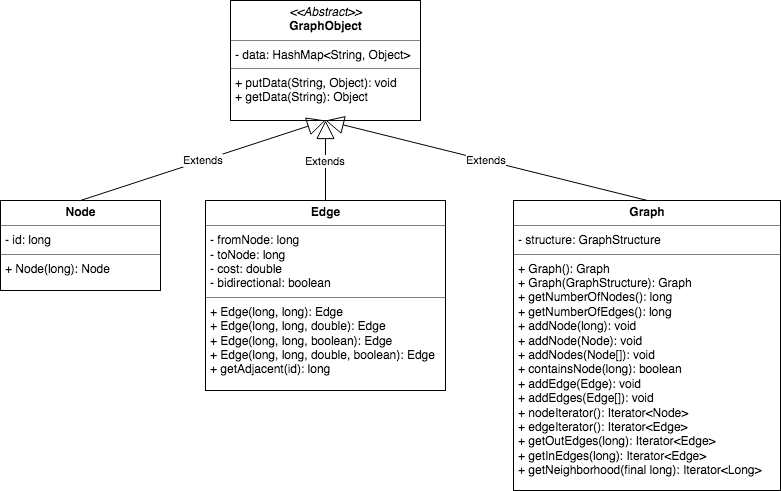 <<Abstract>>
GraphObject
- data: HashMap<String, Object>
+ putData(String, Object): void
+ getData(String): Object
Extends
Extends
Extends
Node
- id: long
+ Node(long): Node
Edge
- fromNode: long
- toNode: long
- cost: double
- bidirectional: boolean
+ Edge(long, long): Edge
+ Edge(long, long, double): Edge
+ Edge(long, long, boolean): Edge
+ Edge(long, long, double, boolean): Edge
+ getAdjacent(id): long
Graph
- structure: GraphStructure
+ Graph(): Graph
+ Graph(GraphStructure): Graph
+ getNumberOfNodes(): long
+ getNumberOfEdges(): long
+ addNode(long): void
+ addNode(Node): void
+ addNodes(Node[]): void
+ containsNode(long): boolean
+ addEdge(Edge): void
+ addEdges(Edge[]): void
+ nodeIterator(): Iterator<Node>
+ edgeIterator(): Iterator<Edge>
+ getOutEdges(long): Iterator<Edge>
+ getInEdges(long): Iterator<Edge>
+ getNeighborhood(final long): Iterator<Long>